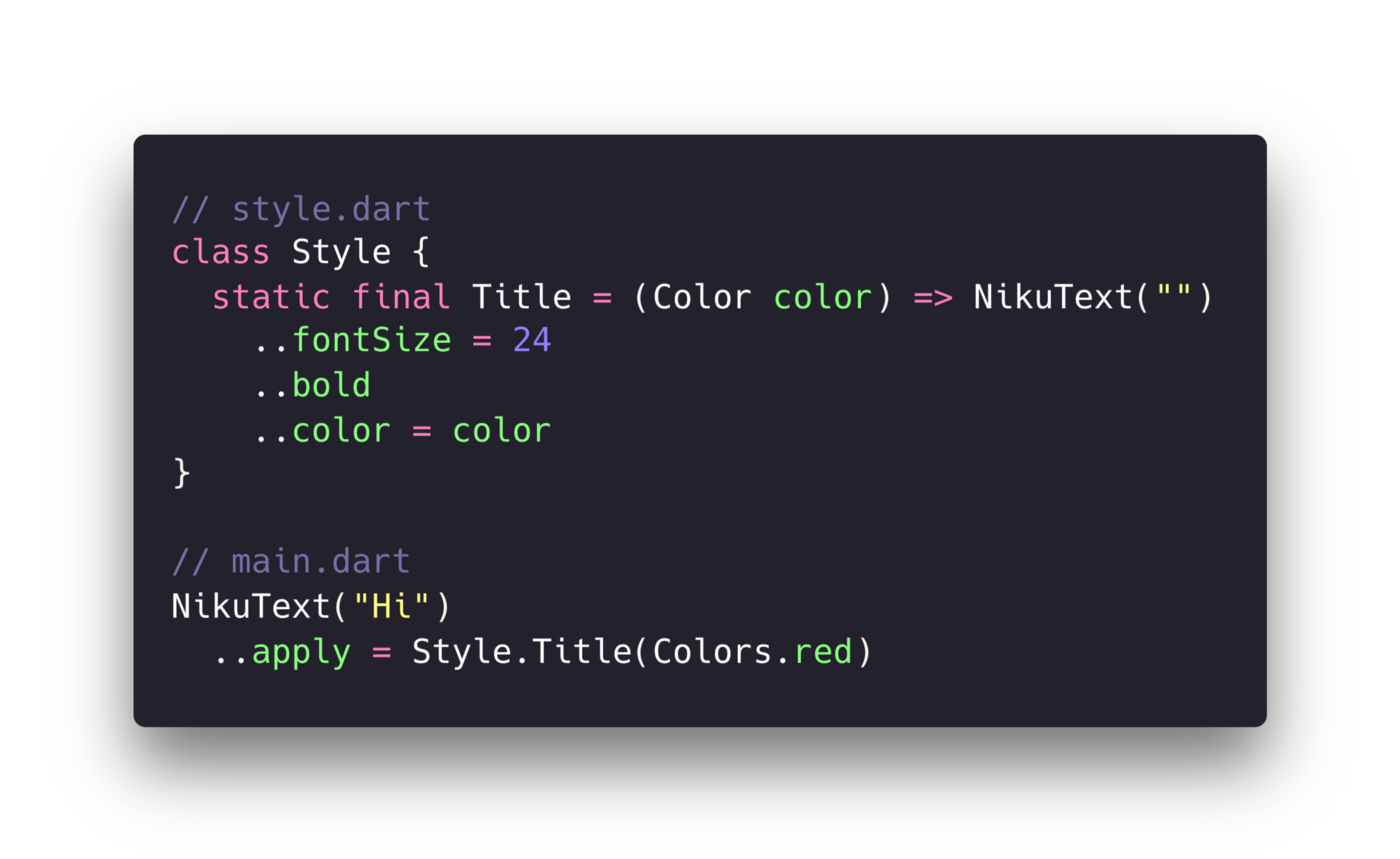 // style.dart
class Style {
  static final Title = (Color color) => NikuText("")
    ..fontSize = 24
    ..bold
    ..color = color
}

// main.dart
NikuText("Hi")
  ..apply = Style.Title(Colors.red)